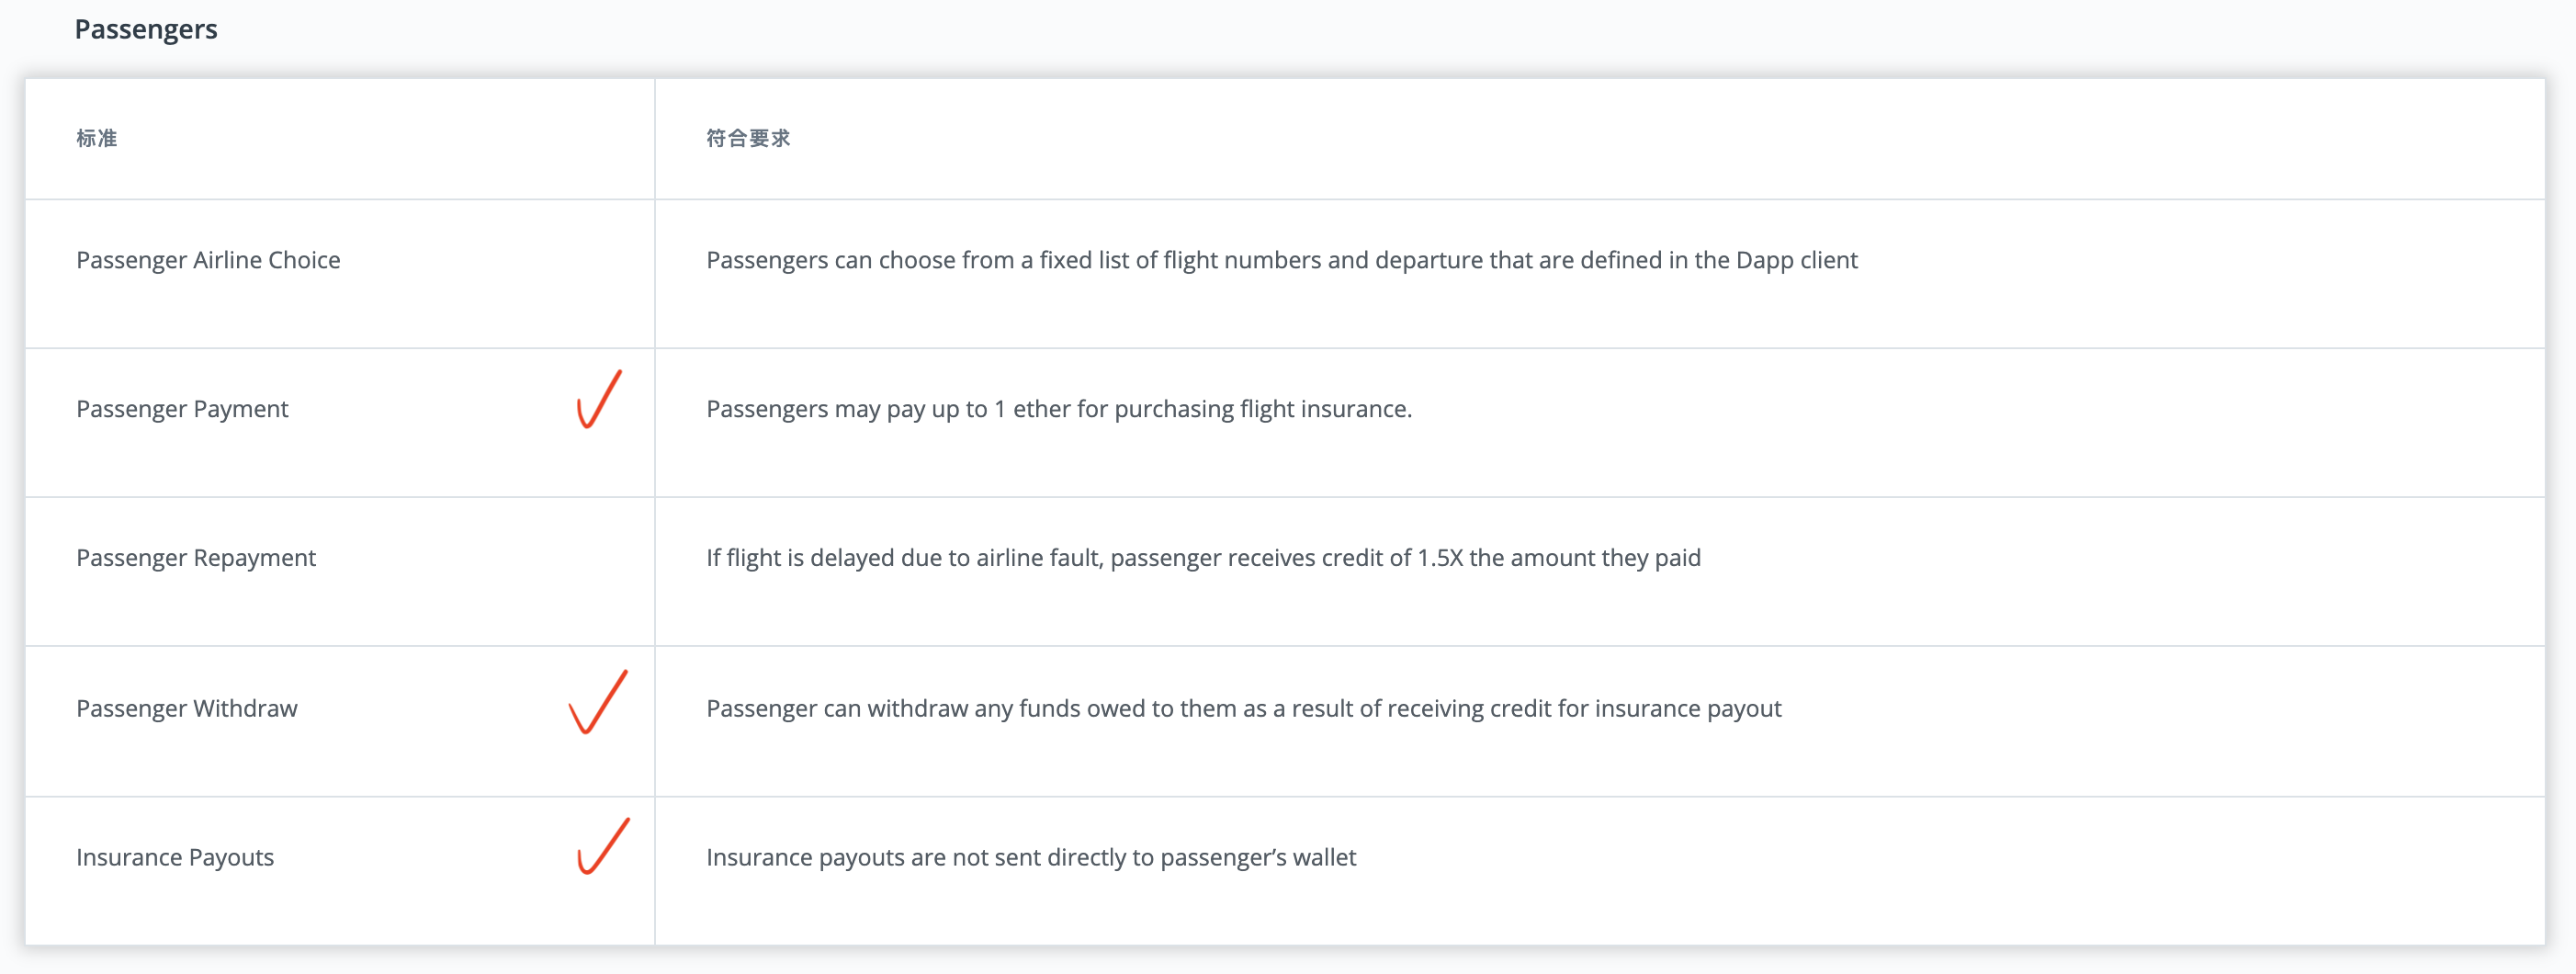 Passengers
标准
符合要求
Passenger Airline Choice
Passengers can choose from a fixed list of flight numbers and departure that are defined in the Dapp client
Passenger Payment
Passengers may pay up to 1 ether for purchasing flight insurance.
Passenger Repayment
If flight is delayed due to airline fault, passenger receives credit of 1.5X the amount they paid
Passenger Withdraw
Passenger can withdraw any funds owed to them as a result of receiving credit for insurance payout
Insurance Payouts
Insurance payouts are not sent directly to passenger’s wallet